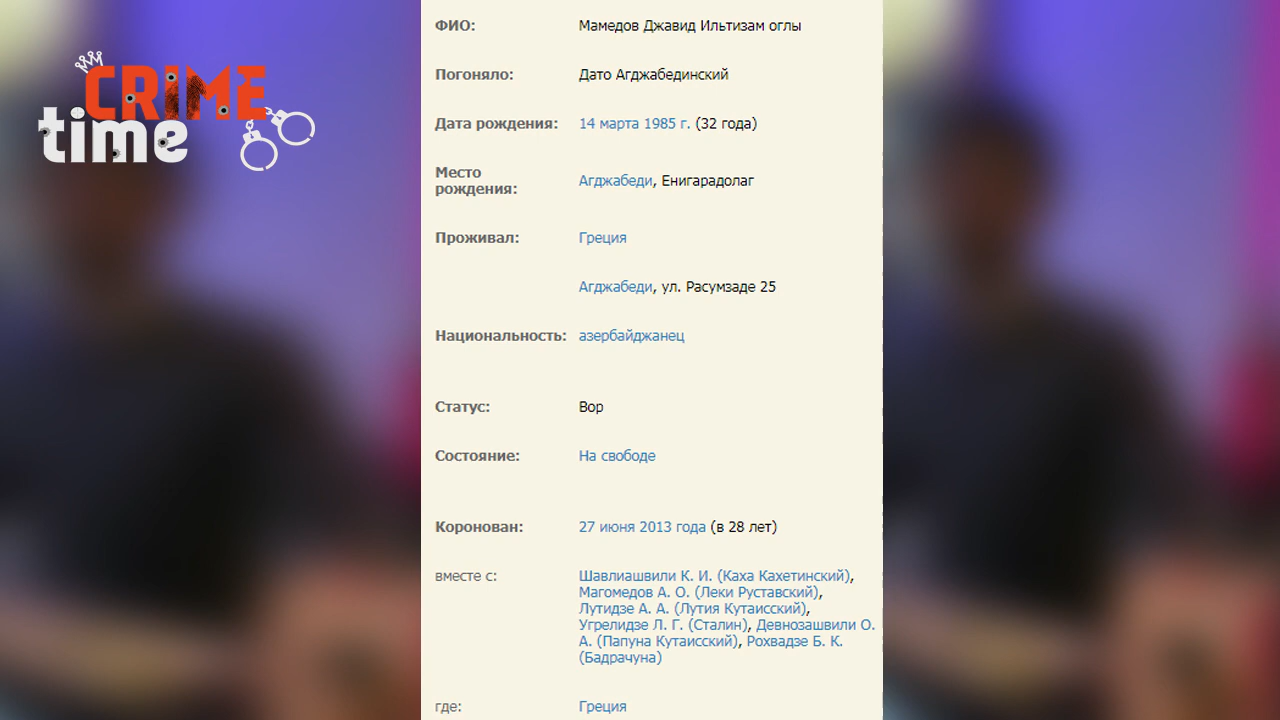 CRIME
time
ФИО: Мамедов Джавид Ильтизам оглы
Погоняло: Дато Агджабединский
Дата рождения: 14 марта 1985 г. (32 года)
Место
рождения: Агджабеди, Енигарадолаг
Проживал: Греция
Агджабеди, ул. Расумзаде 25
Национальность: азербайджанец
Статус: Вор
Состояние: На свободе
Коронован: 27 июня 2013 года (в 28 лет)
вместе с: Шавлиашвили К. И. (Каха Кахетинский),
Магомедов А. О. (Леки Руставский),
Лутидзе А. А. (Лутия Кутаисский),
Угрелидзе Л. Г. (Сталин), Девнозашвили О.
А. (Папуна Кутаисский), Рохвадзе Б. К.
(Бадрачуна)
где: Греция